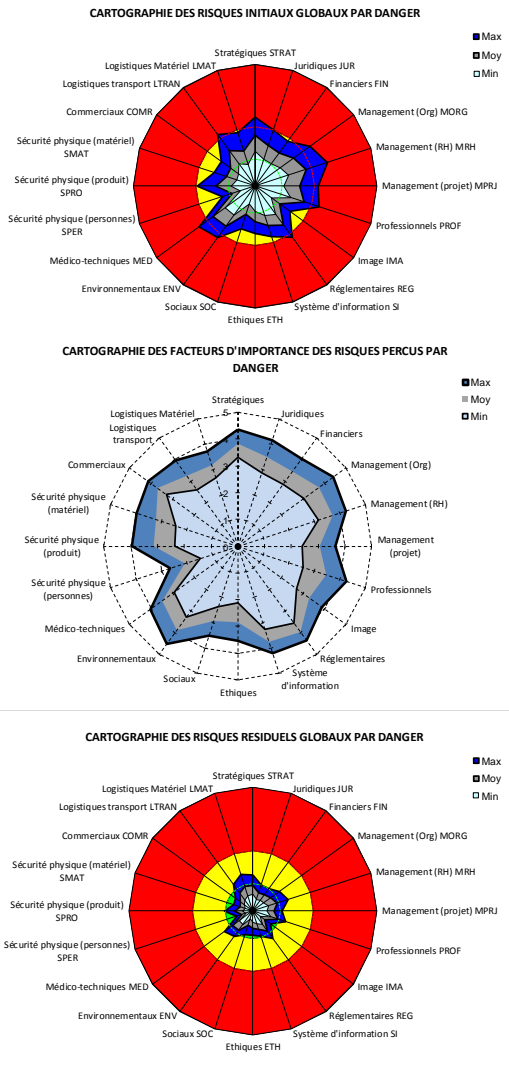 CARTOGRAPHIE DES RISQUES INITIAUX GLOBAUX PAR DANGER
Max
Moy
Min
Stratégiques STRAT
Juridiques JUR
Financiers FIN
Management (Org) MORG
Management (RH) MRH
Management (projet) MPRJ
Professionnels PROF
Image IMA
Réglementaires REG
Système d'information SI
Ethiques ETH
Sociaux SOC
Environnementaux ENV
Médico-techniques MED
Sécurité physique (personnes)
SPER
Sécurité physique (produit)
SPRO
Sécurité physique (matériel)
SMAT
Commerciaux COMR
Logistiques transport LTRAN
Logistiques Matériel LMAT
CARTOGRAPHIE DES FACTEURS D'IMPORTANCE DES RISQUES PERCUS PAR
DANGER
Max
Moy
Min
Stratégiques
Juridiques
Financiers
Management (Org)
Management (RH)
Management
(projet)
Professionnels
Image
Réglementaires
Système
d'information
Ethiques
Sociaux
Environnementaux
Médico-techniques
Sécurité physique
(personnes)
Sécurité physique
(produit)
Sécurité physique
(matériel)
Commerciaux
Logistiques
transport
Logistiques Matériel
5
4
3
2
1
0
CARTOGRAPHIE DES RISQUES RESIDUELS GLOBAUX PAR DANGER
Max
Moy
Min
Stratégiques STRAT
Juridiques JUR
Financiers FIN
Management (Org) MORG
Management (RH) MRH
Management (projet) MPRJ
Professionnels PROF
Image IMA
Réglementaires REG
Système d'information SI
Ethiques ETH
Sociaux SOC
Environnementaux ENV
Médico-techniques MED
Sécurité physique (personnes)
SPER
Sécurité physique (produit)
SPRO
Sécurité physique (matériel)
SMAT
Commerciaux COMR
Logistiques transport LTRAN
Logistiques Matériel LMAT